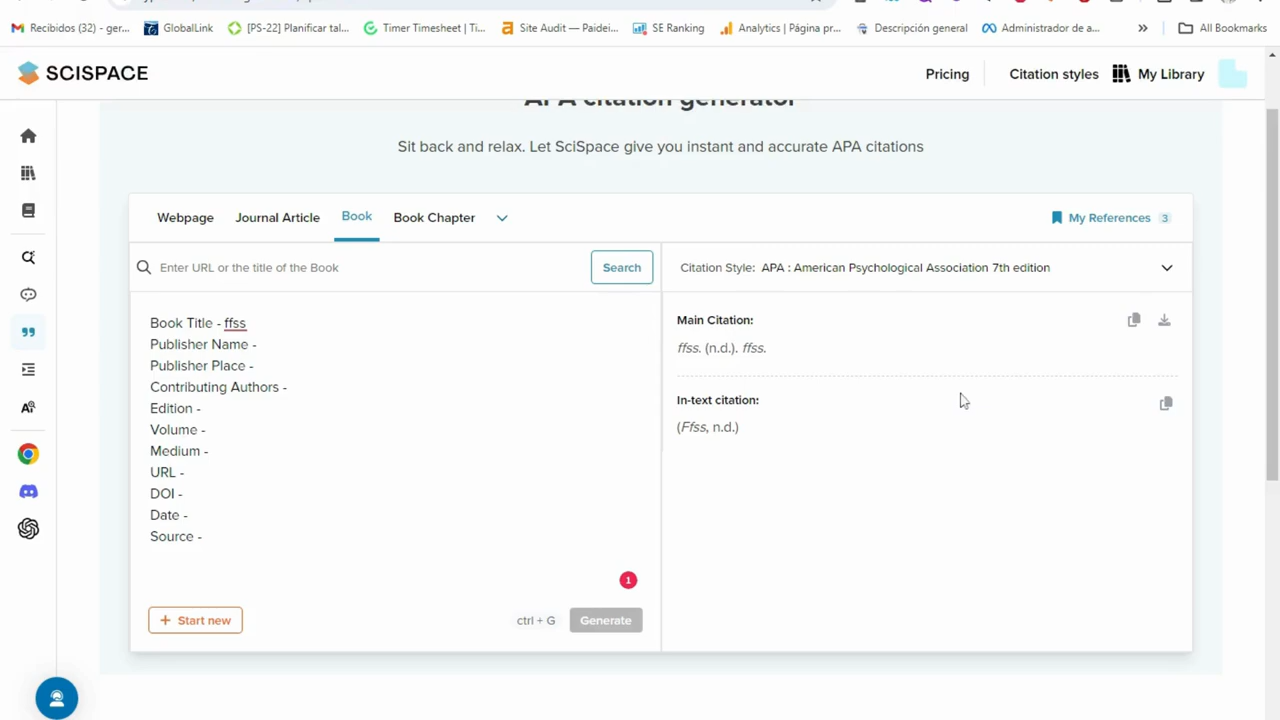 Recibidos (32) - ger...
GlobalLink
[PS-22] Planificar tal...
Timer Timesheet | Ti...
Site Audit — Paidei...
SE Ranking
Analytics | Página pr...
Descripción general
Administrador de a...
»
All Bookmarks
SCISPACE
Pricing
Citation styles
My Library
APA citation generator
Sit back and relax. Let SciSpace give you instant and accurate APA citations
Webpage
Journal Article
Book
Book Chapter
My References 3
Enter URL or the title of the Book
Search
Citation Style: APA : American Psychological Association 7th edition
Book Title - ffss
Publisher Name -
Publisher Place -
Contributing Authors -
Edition -
Volume -
Medium -
URL -
DOI -
Date -
Source -
1
+ Start new
ctrl + G
Generate
Main Citation:
ffss. (n.d.). ffss.
In-text citation:
(Ffss, n.d.)